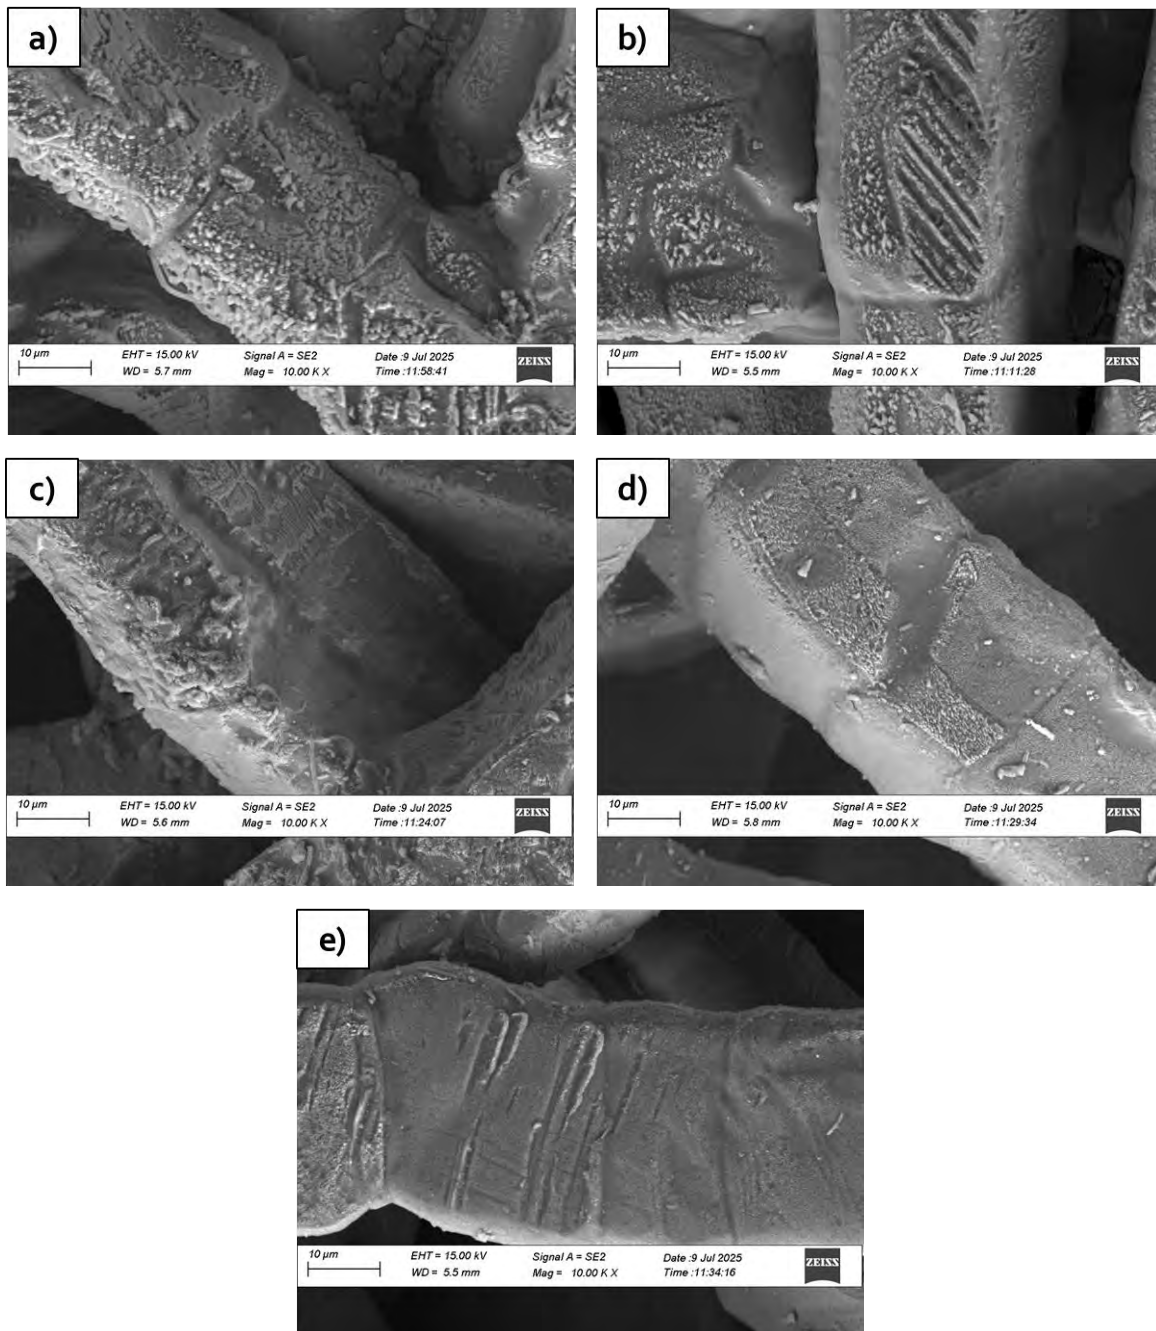 a)
10 µm EHT = 15.00 kV Signal A = SE2 Date :9 Jul 2025 ZEISS
WD = 5.7 mm Mag = 10.00 K X Time :11:58:41
b)
10 µm EHT = 15.00 kV Signal A = SE2 Date :9 Jul 2025 ZEISS
WD = 5.5 mm Mag = 10.00 K X Time :11:11:28
c)
10 µm EHT = 15.00 kV Signal A = SE2 Date :9 Jul 2025 ZEISS
WD = 5.6 mm Mag = 10.00 K X Time :11:24:07
d)
10 µm EHT = 15.00 kV Signal A = SE2 Date :9 Jul 2025 ZEISS
WD = 5.8 mm Mag = 10.00 K X Time :11:29:34
e)
10 µm EHT = 15.00 kV Signal A = SE2 Date :9 Jul 2025 ZEISS
WD = 5.5 mm Mag = 10.00 K X Time :11:34:16